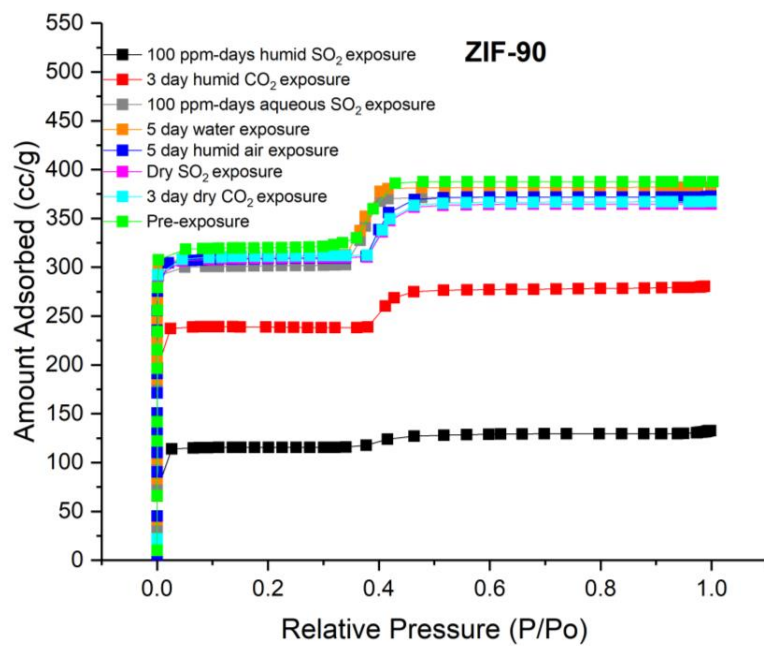 ZIF-90
100 ppm-days humid SO₂ exposure
3 day humid CO₂ exposure
100 ppm-days aqueous SO₂ exposure
5 day water exposure
5 day humid air exposure
Dry SO₂ exposure
3 day dry CO₂ exposure
Pre-exposure
Amount Adsorbed (cc/g)
550
500
450
400
350
300
250
200
150
100
50
0
0.0 0.2 0.4 0.6 0.8 1.0
Relative Pressure (P/Po)